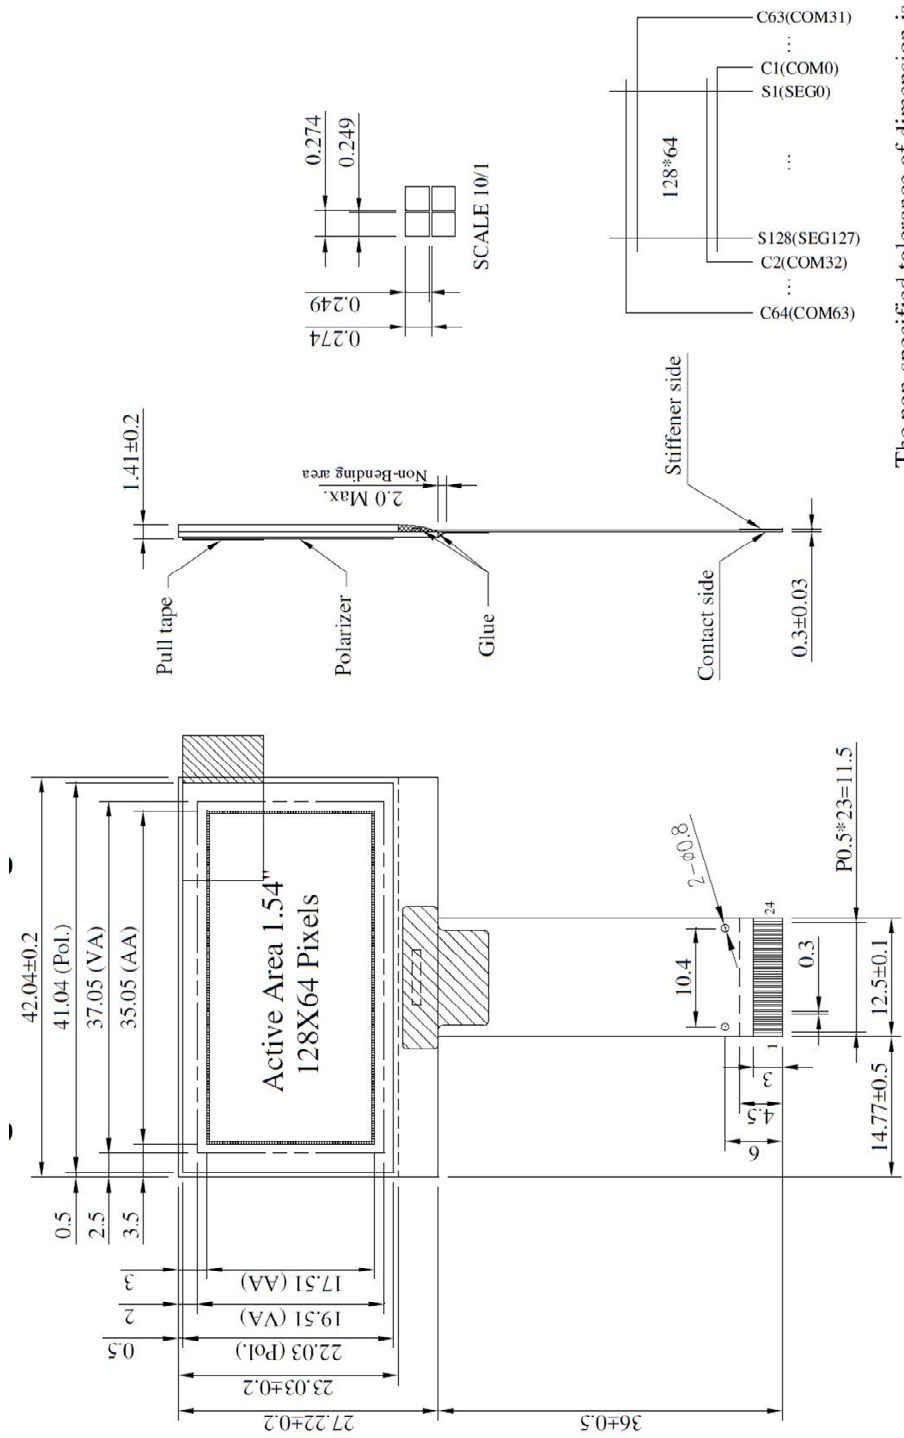 C63(COM31)
...
C1(COM0)
S1(SEG0)
128*64
...
S128(SEG127)
C2(COM32)
...
C64(COM63)
0.274
0.249
SCALE 10/1
0.249
0.274
1.41±0.2
Non-Bending area
2.0 Max.
Stiffener side
Pull tape
Polarizer
Glue
Contact side
0.3±0.03
42.04±0.2
41.04 (Pol.)
37.05 (VA)
35.05 (AA)
Active Area 1.54"
128X64 Pixels
0.5
2.5
3.5
3
17.51 (AA)
2
19.51 (VA)
0.5
22.03 (Pol.)
23.03±0.2
27.22±0.2
36±0.5
2-ϕ0.8
10.4
P0.5*23=11.5
24
1
0.3
12.5±0.1
14.77±0.5
3
4.5
6